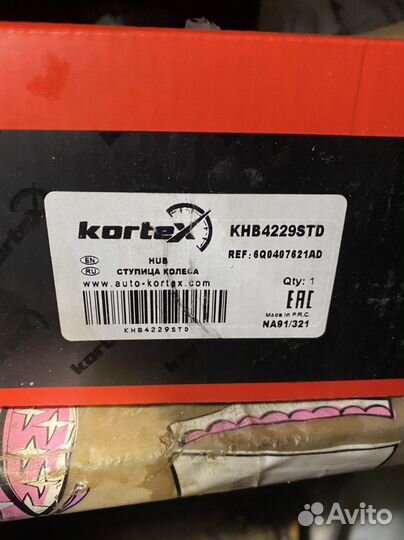 kortex
KHB4229STD
REF: 6Q0407621AD
EN HUB
RU СТУПИЦА КОЛЕСА
www.auto-kortex.com
Qty: 1
EAC
Made in P.R.C.
NA91/321
KHB4229STD
Avito